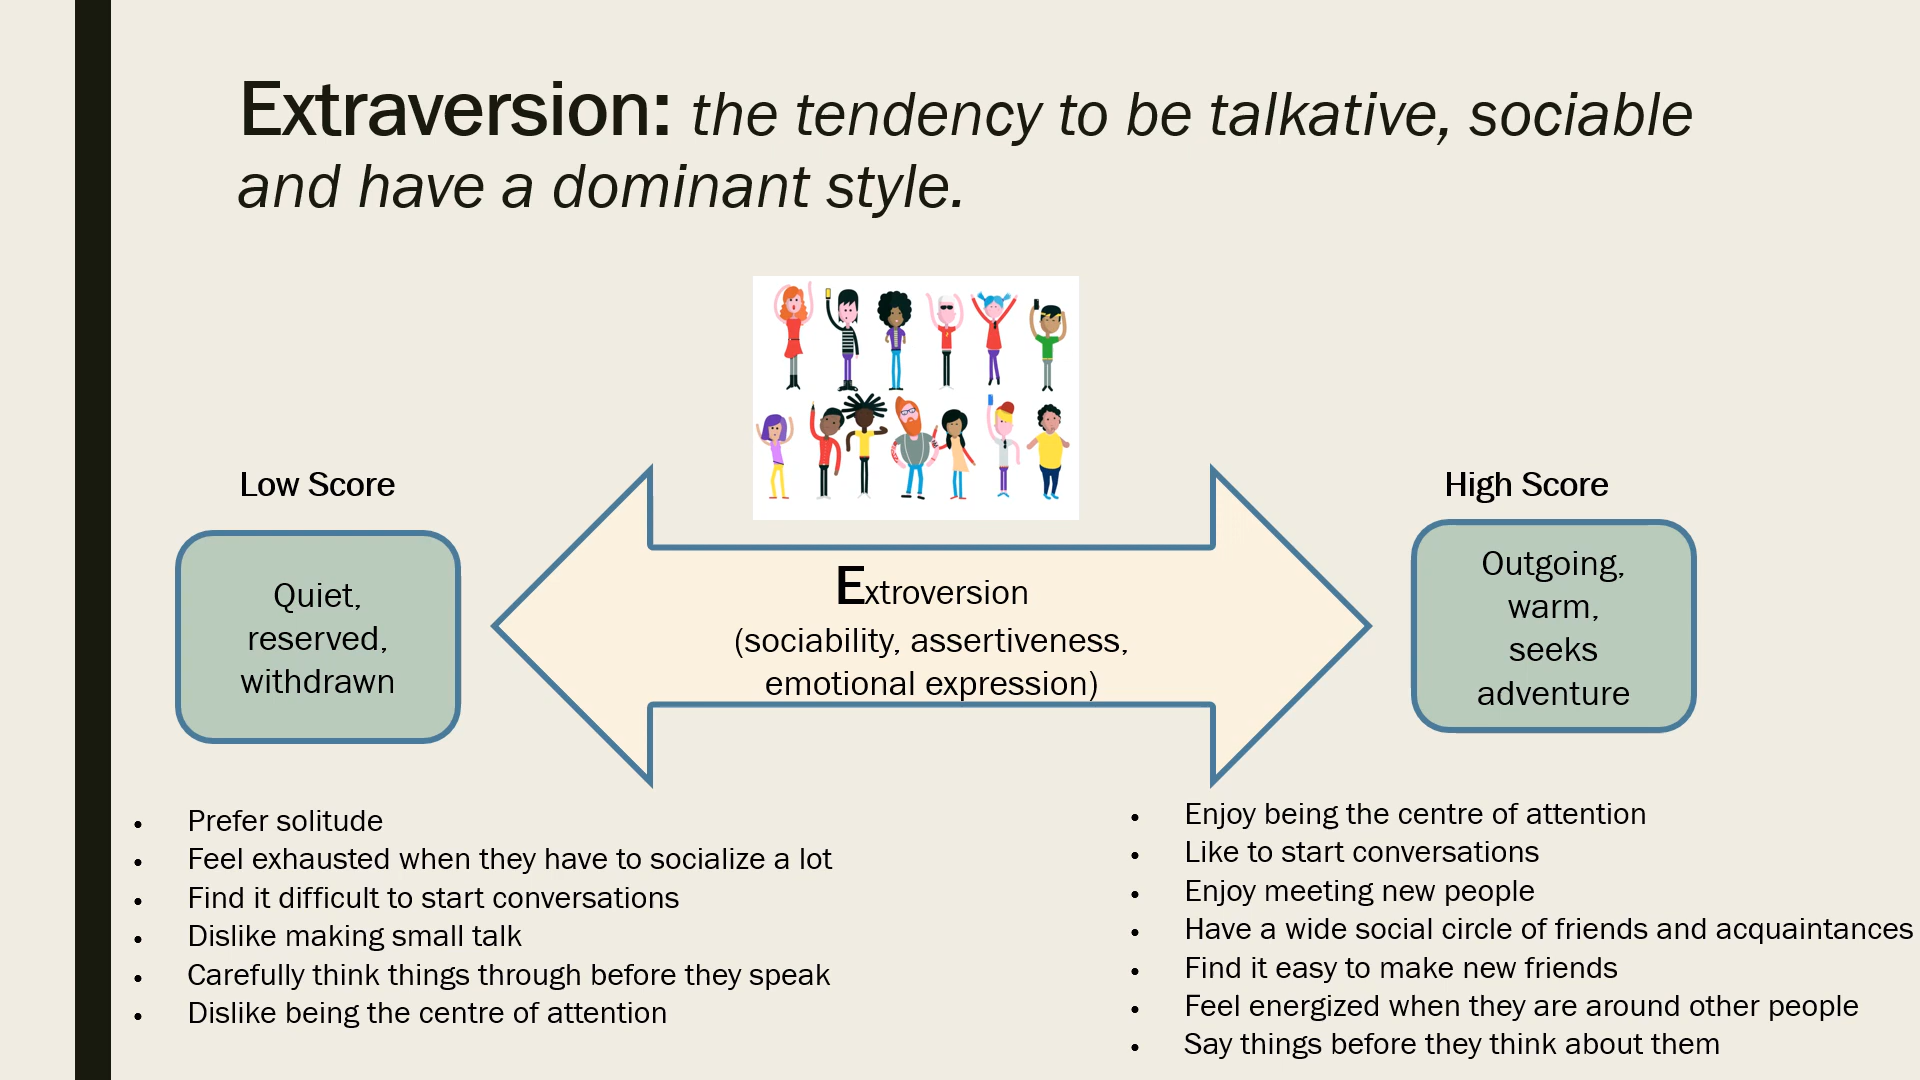 Extraversion: the tendency to be talkative, sociable
and have a dominant style.
Low Score
Quiet,
reserved,
withdrawn
Extroversion
(sociability, assertiveness,
emotional expression)
High Score
Outgoing,
warm,
seeks
adventure
• Prefer solitude
• Feel exhausted when they have to socialize a lot
• Find it difficult to start conversations
• Dislike making small talk
• Carefully think things through before they speak
• Dislike being the centre of attention
• Enjoy being the centre of attention
• Like to start conversations
• Enjoy meeting new people
• Have a wide social circle of friends and acquaintances
• Find it easy to make new friends
• Feel energized when they are around other people
• Say things before they think about them